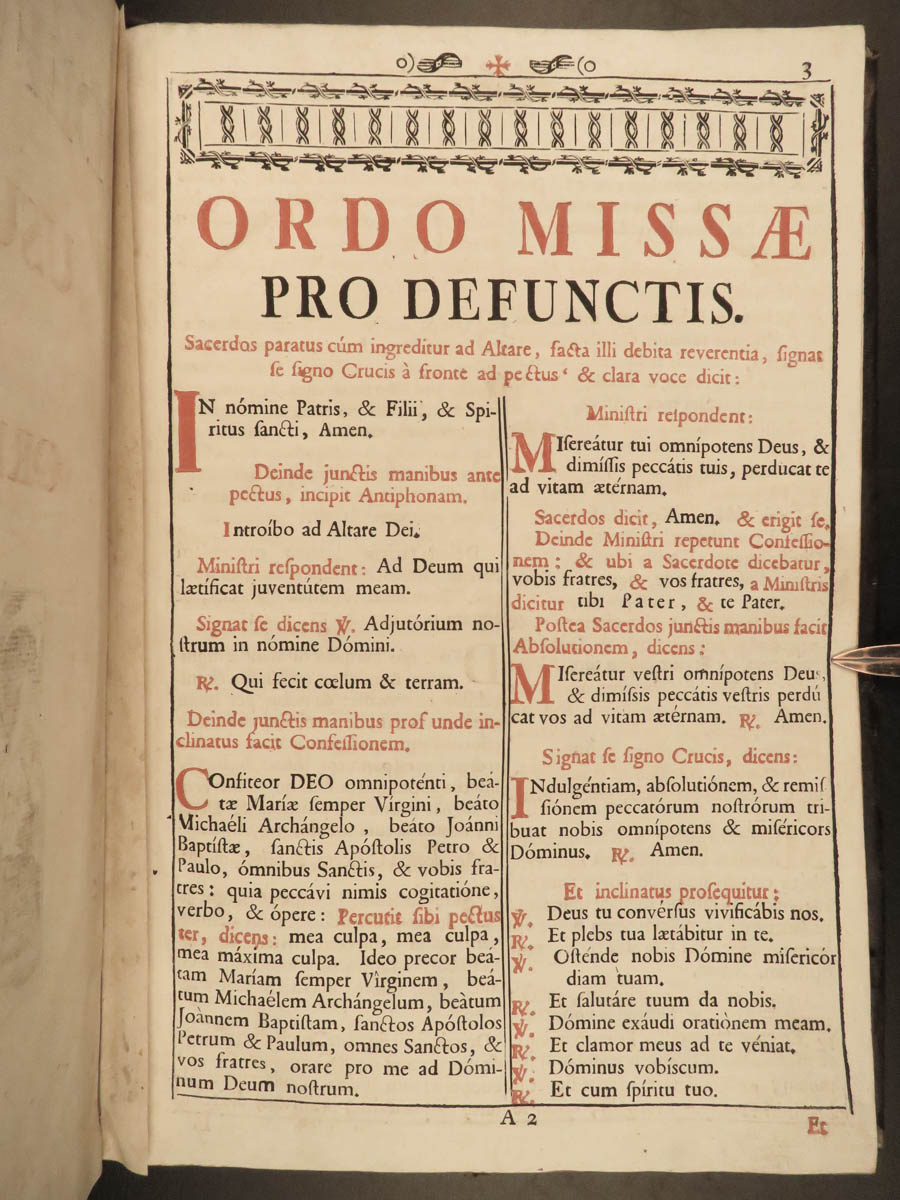 3
ORDO MISSÆ
PRO DEFUNCTIS.
Sacerdos paratus cúm ingreditur ad Altare, facta illi debita reverentia, ſignat
ſe ſigno Crucis à fronte ad pectus & clara voce dicit:
IN nómine Patris, & Filii, & Spi-
ritus ſancti, Amen.
Deinde junctis manibus ante
pectus, incipit Antiphonam.
Introíbo ad Altare Dei.
Miniſtri reſpondent: Ad Deum qui
lætíficat juventútem meam.
Signat ſe dicens ℣. Adjutórium no-
ſtrum in nómine Dómini.
℟. Qui fecit cœlum & terram.
Deinde junctis manibus prof unde in-
clinatus facit Confeſſionem.
COnfiteor DEO omnipoténti, beá-
tæ Maríæ ſemper Vírgini, beáto
Michaéli Archángelo, beáto Joánni
Baptíſtæ, ſanctis Apóſtolis Petro &
Paulo, ómnibus Sanctis, & vobis fra-
tres: quia peccávi nimis cogitatióne,
verbo, & ópere: Percutit ſibi pectus
ter, dicens: mea culpa, mea culpa,
mea máxima culpa. Ideo precor beá-
tam Maríam ſemper Vírginem, beá-
tum Michaélem Archángelum, beàtum
Joànnem Baptiſtam, ſanctos Apóſtolos
Petrum & Paulum, omnes Sanctos, &
vos fratres, orare pro me ad Dómi-
num Deum noſtrum.
Miniſtri reſpondent:
MIſereátur tui omnípotens Deus, &
dimíſſis peccátis tuis, perducat te
ad vitam ætérnam.
Sacerdos dicit, Amen. & erigit ſe.
Deinde Miniſtri repetunt Confeſſio-
nem: & ubi a Sacerdote dicebatur,
vobis fratres, & vos fratres, a Miniſtris
dicitur tibi Pater, & te Pater.
Poſtea Sacerdos junctis manibus facit
Abſolutionem, dicens:
MIſereátur veſtri omnípotens Deus,
& dimíſsis peccátis veſtris perdú
cat vos ad vitam ætérnam. ℟. Amen.
Signat ſe ſigno Crucis, dicens:
INdulgéntiam, abſolutiónem, & remiſ
ſiónem peccatórum noſtrórum tri-
buat nobis omnípotens & miſéricors
Dóminus. ℟. Amen.
Et inclinatus proſequitur:
℣. Deus tu convérſus vivificábis nos.
℟. Et plebs tua lætábitur in te.
℣. Oſténde nobis Dómine miſericór
diam tuam.
℟. Et ſalutáre tuum da nobis.
℣. Dómine exáudi oratiònem meam.
℟. Et clamor meus ad te véniat.
℣. Dóminus vobíscum.
℟. Et cum ſpíritu tuo.
A 2
Et